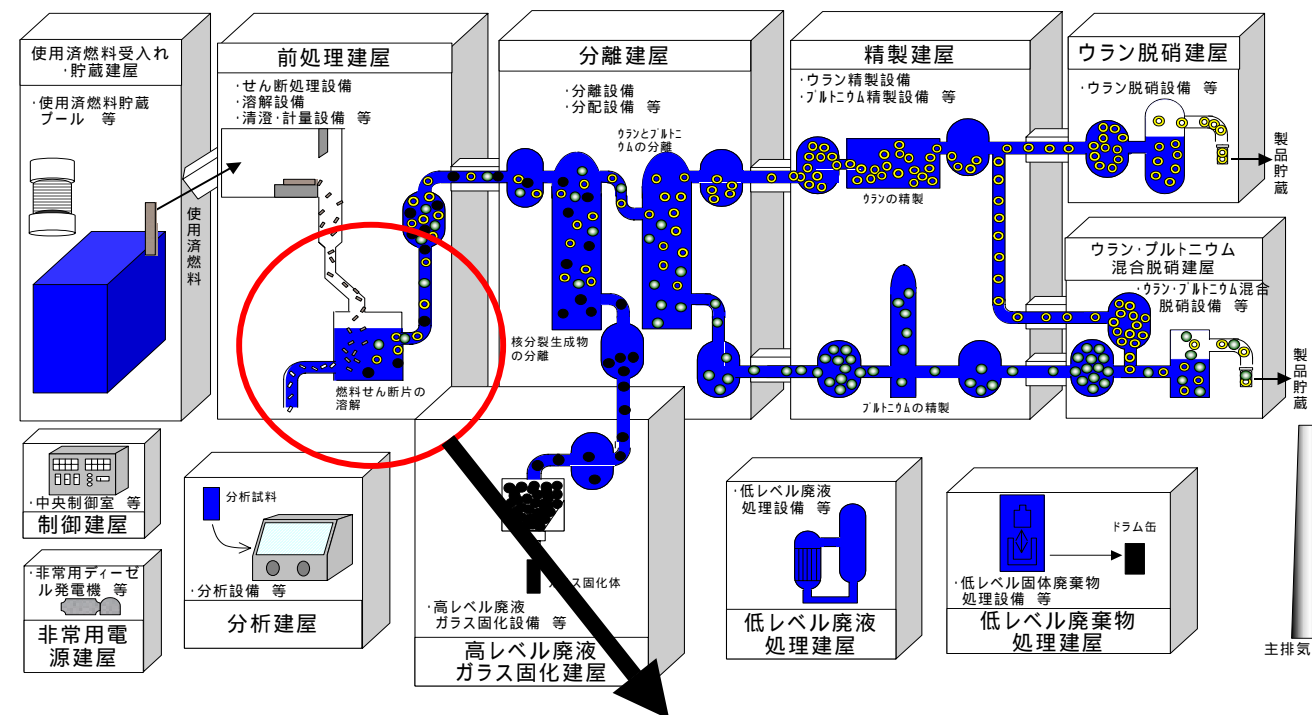 使用済燃料受入れ
・貯蔵建屋
・使用済燃料貯蔵
プール 等
使用済燃料
前処理建屋
・せん断処理設備
・溶解設備
・清澄・計量設備 等
燃料せん断片の
溶解
分離建屋
・分離設備
・分配設備 等
ウランとプルトニ
ウムの分離
核分裂生成物
の分離
精製建屋
・ウラン精製設備
・プルトニウム精製設備 等
ウランの精製
プルトニウムの精製
ウラン脱硝建屋
・ウラン脱硝設備 等
製品貯蔵
ウラン・プルトニウム
混合脱硝建屋
・ウラン・プルトニウム混合
脱硝設備 等
製品貯蔵
・中央制御室 等
制御建屋
・非常用ディーゼ
ル発電機 等
非常用電
源建屋
分析試料
・分析設備 等
分析建屋
ス固化体
・高レベル廃液
ガラス固化設備 等
高レベル廃液
ガラス固化建屋
・低レベル廃液
処理設備 等
低レベル廃液
処理建屋
ドラム缶
・低レベル固体廃棄物
処理設備 等
低レベル廃棄物
処理建屋
主排気